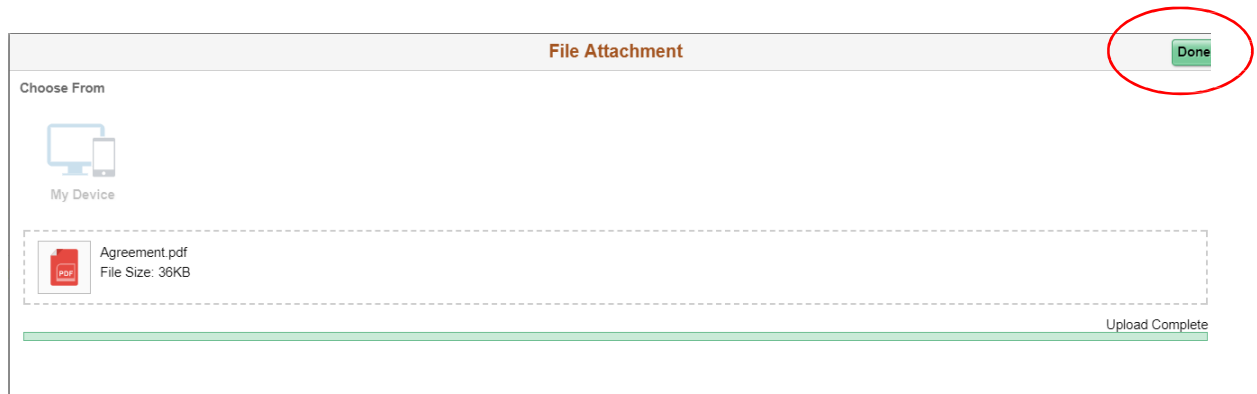 File Attachment
Done
Choose From
My Device
Agreement.pdf
PDF
File Size: 36KB
Upload Complete